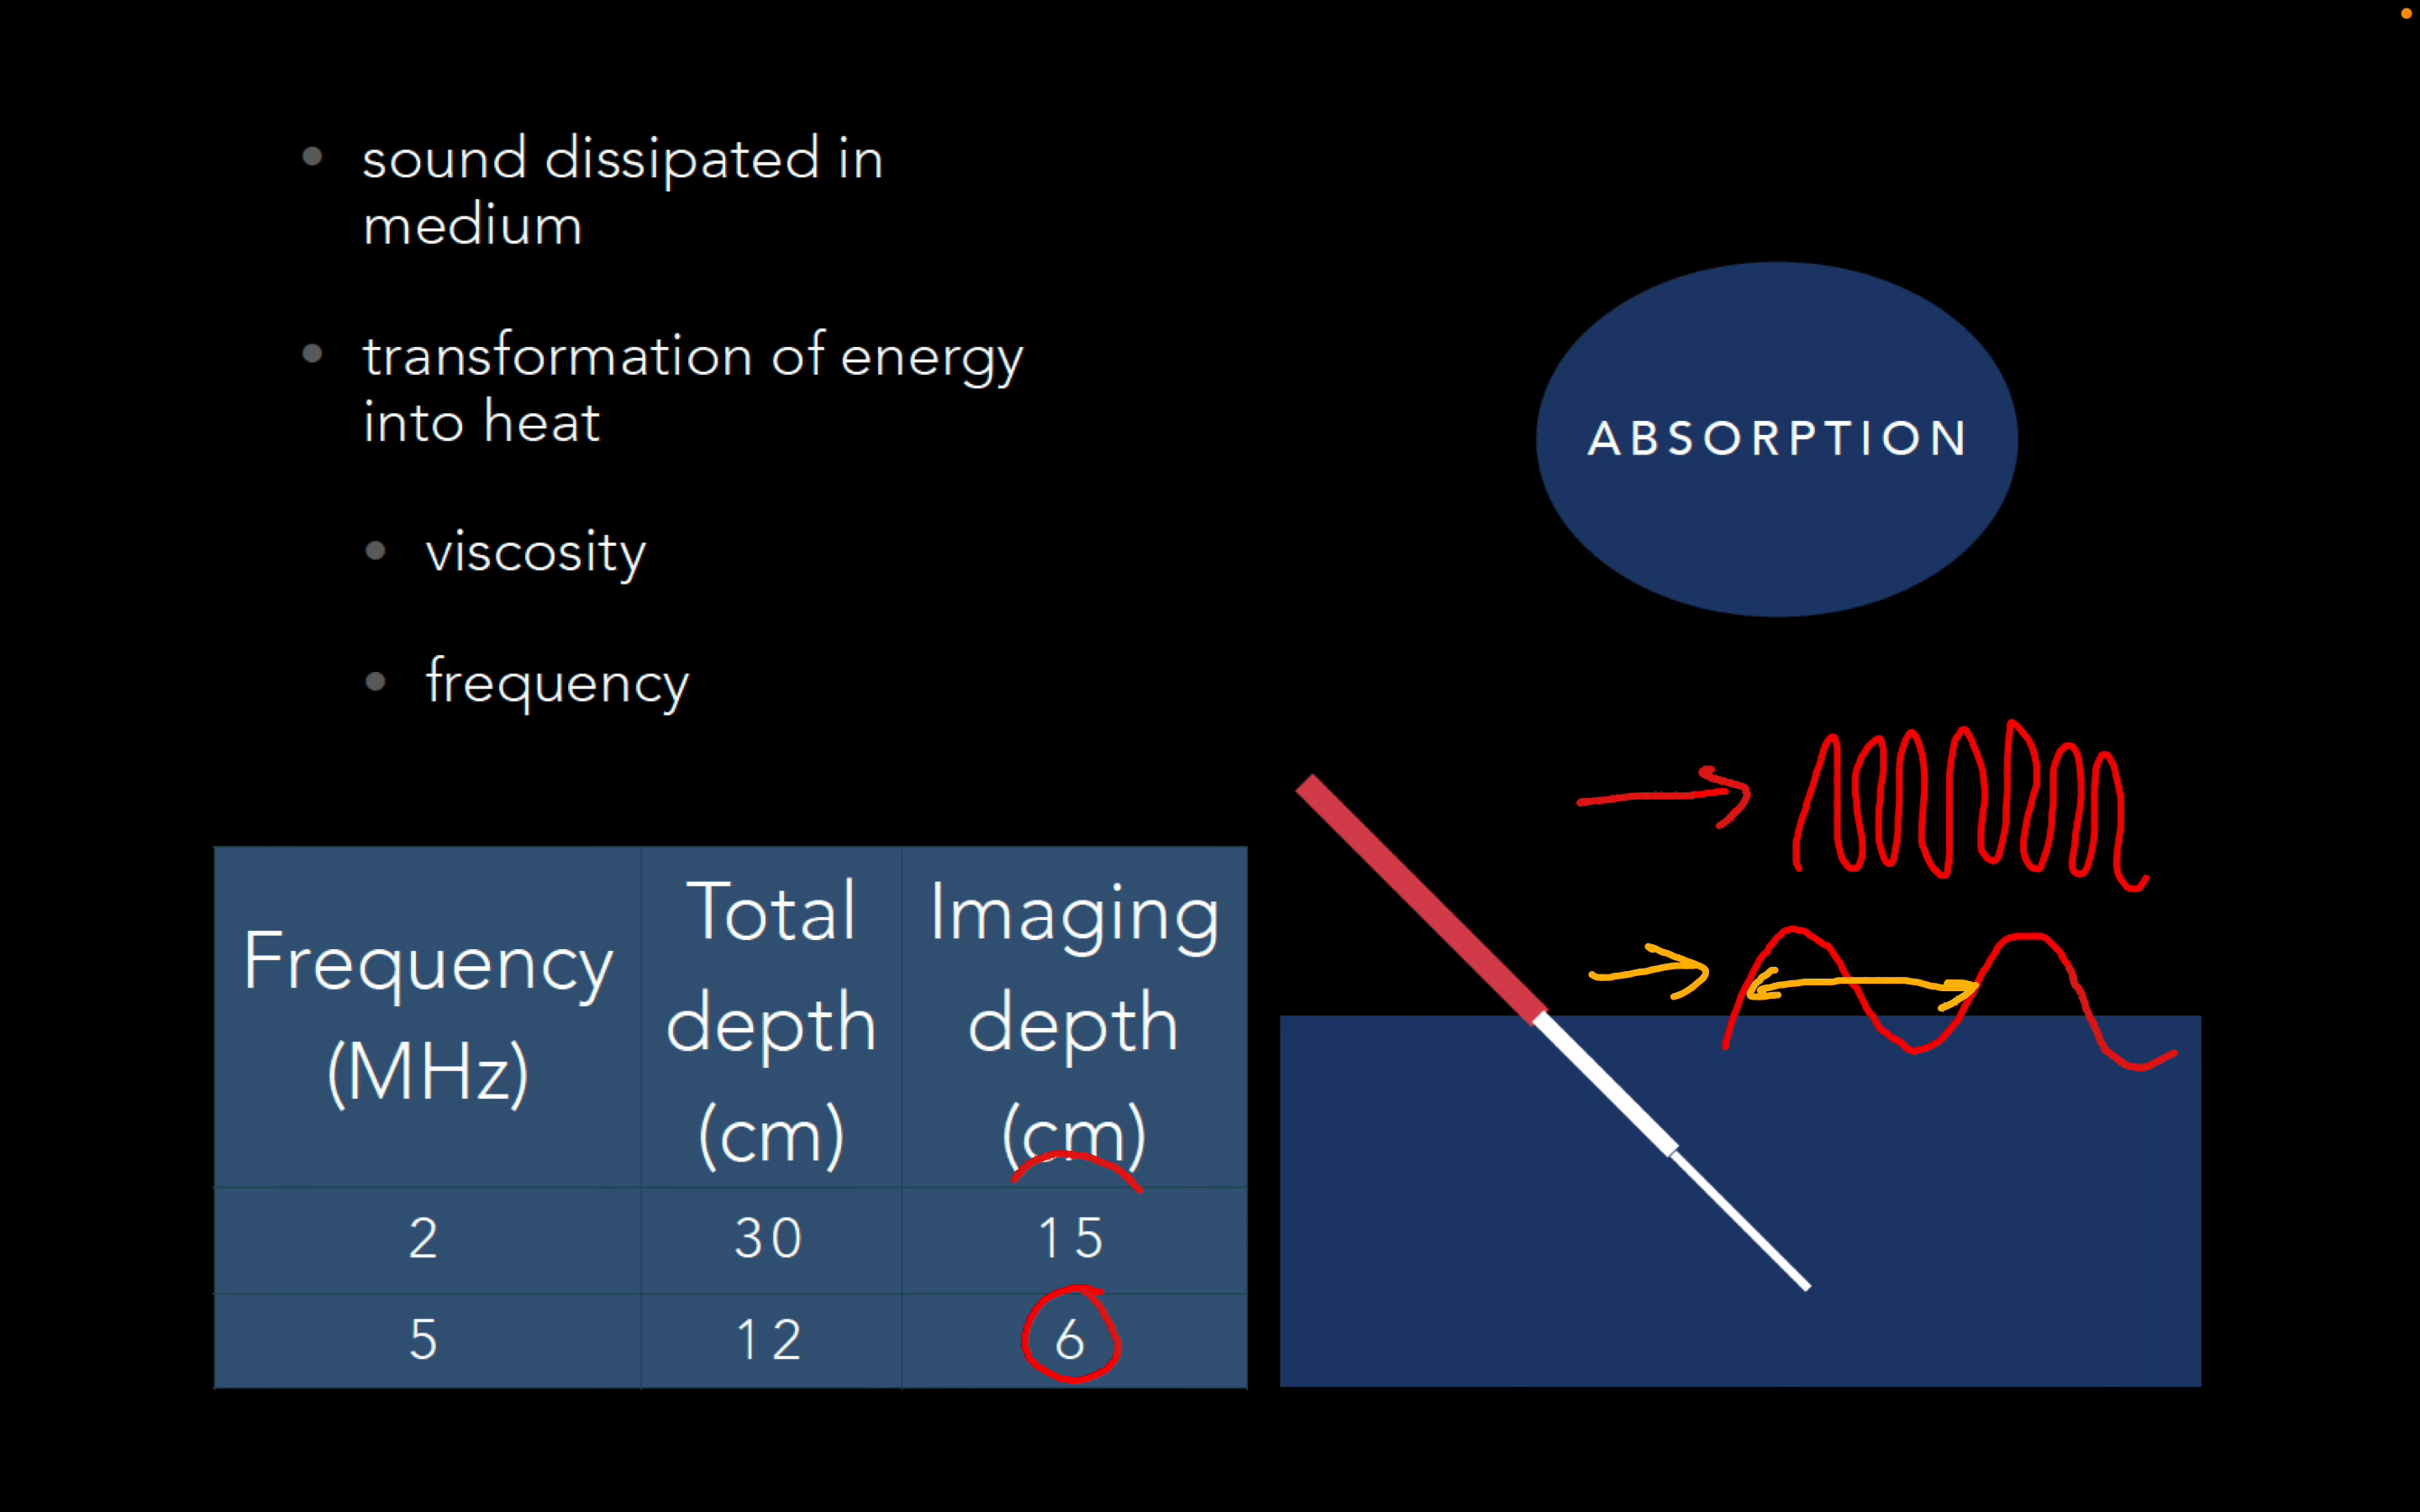 sound dissipated in
medium
transformation of energy
into heat
viscosity
frequency
ABSORPTION
Frequency
(MHz)
Total
depth
(cm)
Imaging
depth
(cm)
2
30
15
5
12
6